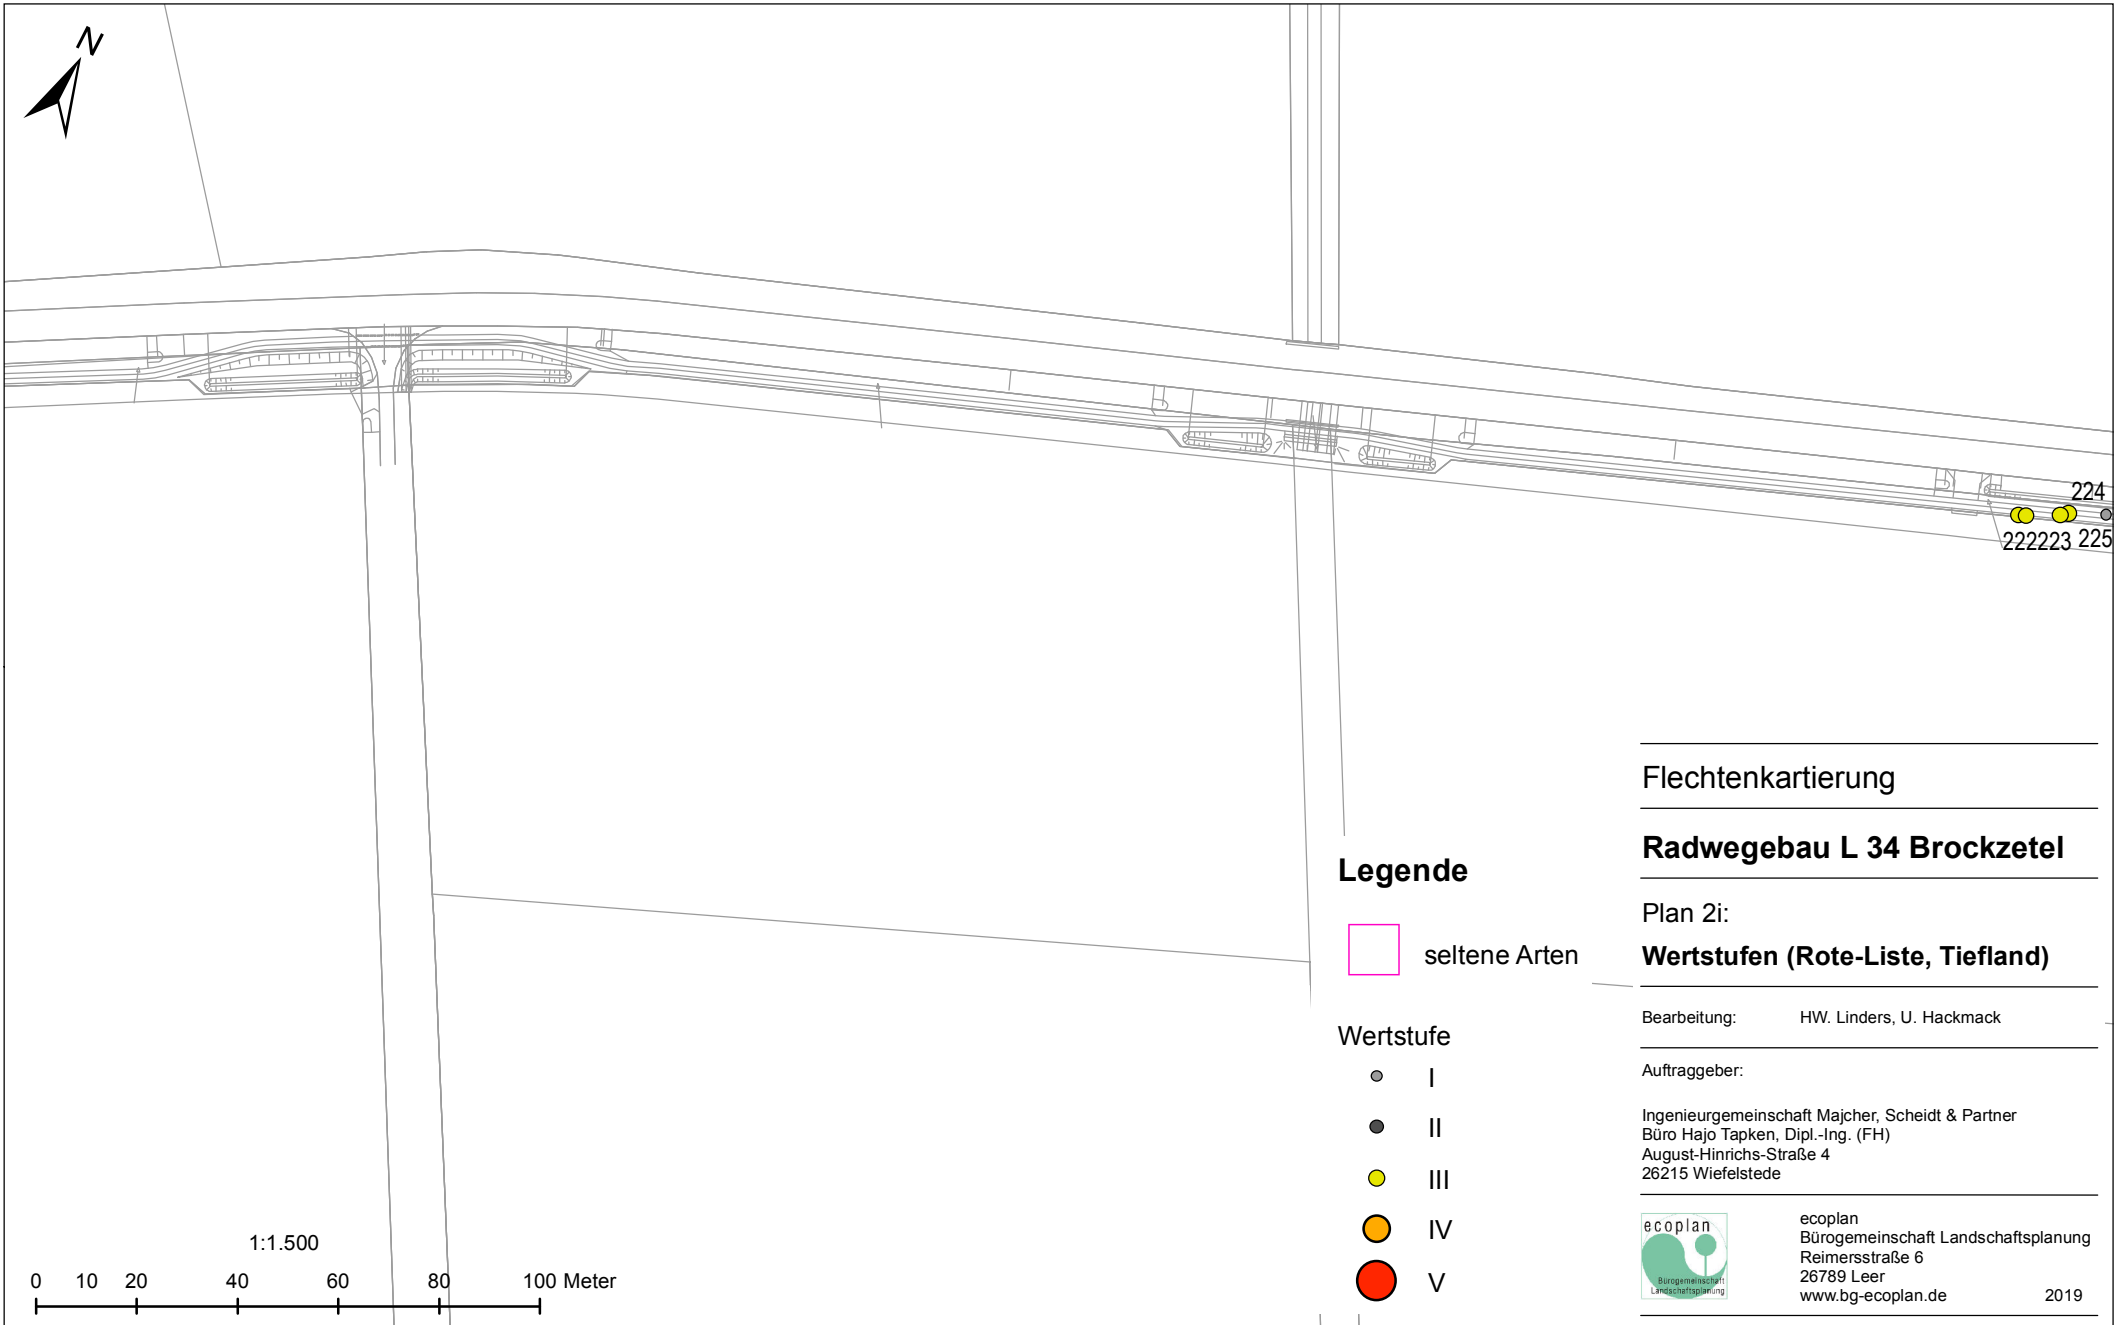 N
224
222223 225
Legende
seltene Arten
Wertstufe
I
II
III
IV
V
1:1.500
0 10 20 40 60 80 100 Meter
Flechtenkartierung
Radwegebau L 34 Brockzetel
Plan 2i:
Wertstufen (Rote-Liste, Tiefland)
Bearbeitung: HW. Linders, U. Hackmack
Auftraggeber:
Ingenieurgemeinschaft Majcher, Scheidt & Partner
Büro Hajo Tapken, Dipl.-Ing. (FH)
August-Hinrichs-Straße 4
26215 Wiefelstede
ecoplan
Bürogemeinschaft
Landschaftsplanung
ecoplan
Bürogemeinschaft Landschaftsplanung
Reimersstraße 6
26789 Leer
www.bg-ecoplan.de 2019